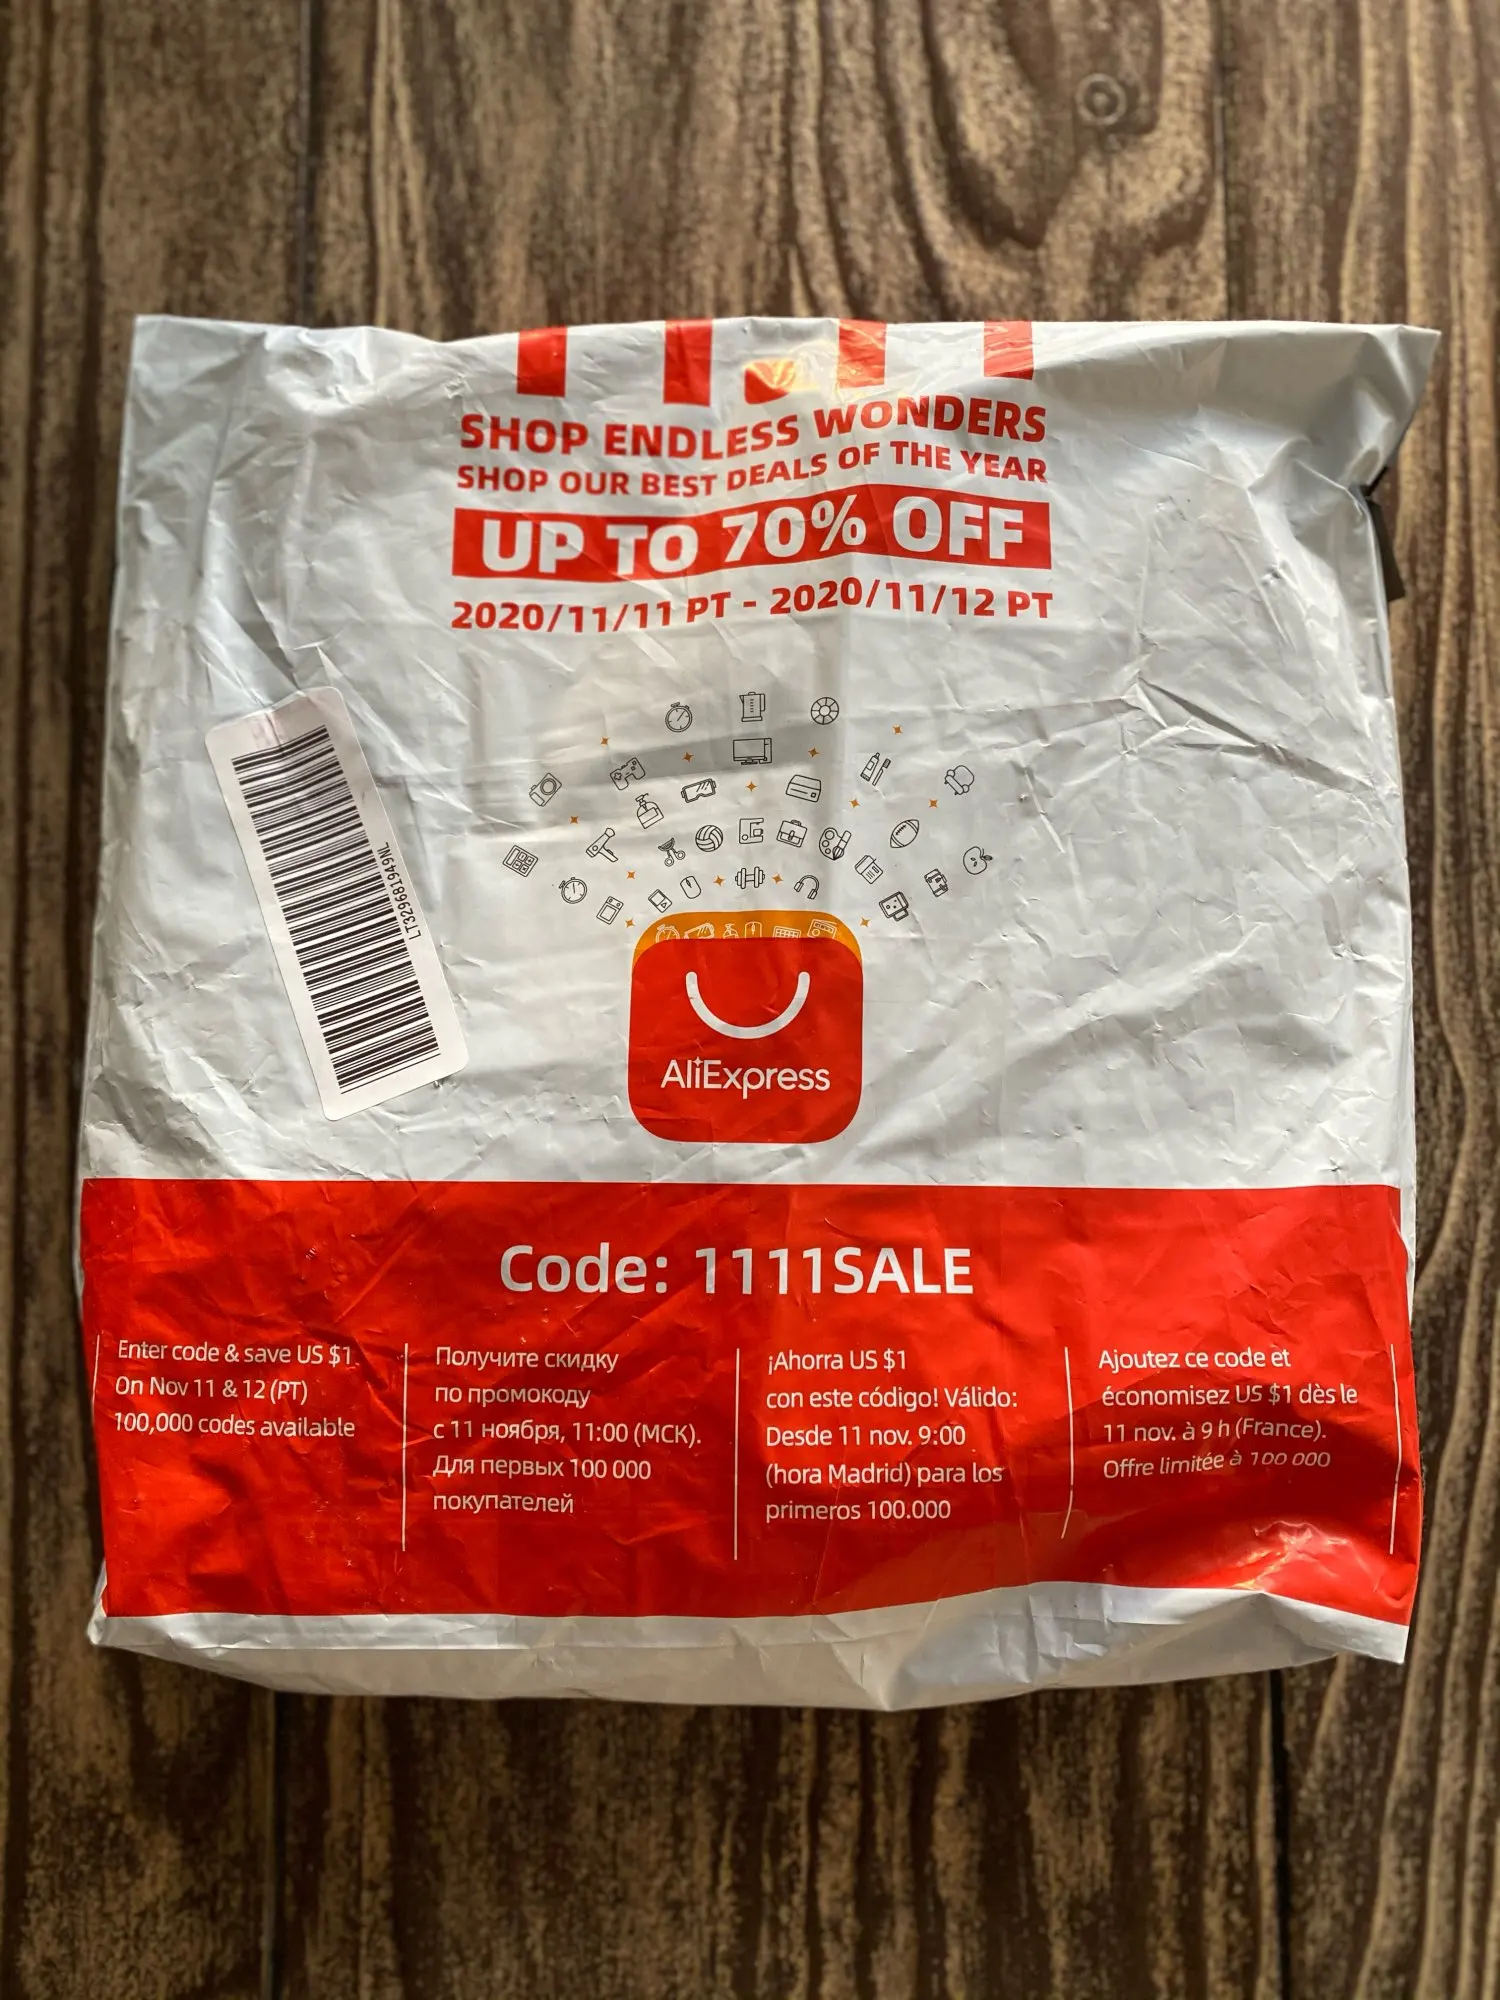 11.11
SHOP ENDLESS WONDERS
SHOP OUR BEST DEALS OF THE YEAR
UP TO 70% OFF
2020/11/11 PT - 2020/11/12 PT
LT329681949NL
AliExpress
Code: 1111SALE
Enter code & save US $1
On Nov 11 & 12 (PT)
100,000 codes available
Получите скидку
по промокоду
с 11 ноября, 11:00 (МСК).
Для первых 100 000
покупателей
¡Ahorra US $1
con este código! Válido:
Desde 11 nov. 9:00
(hora Madrid) para los
primeros 100.000
Ajoutez ce code et
économisez US $1 dès le
11 nov. à 9 h (France).
Offre limitée à 100 000